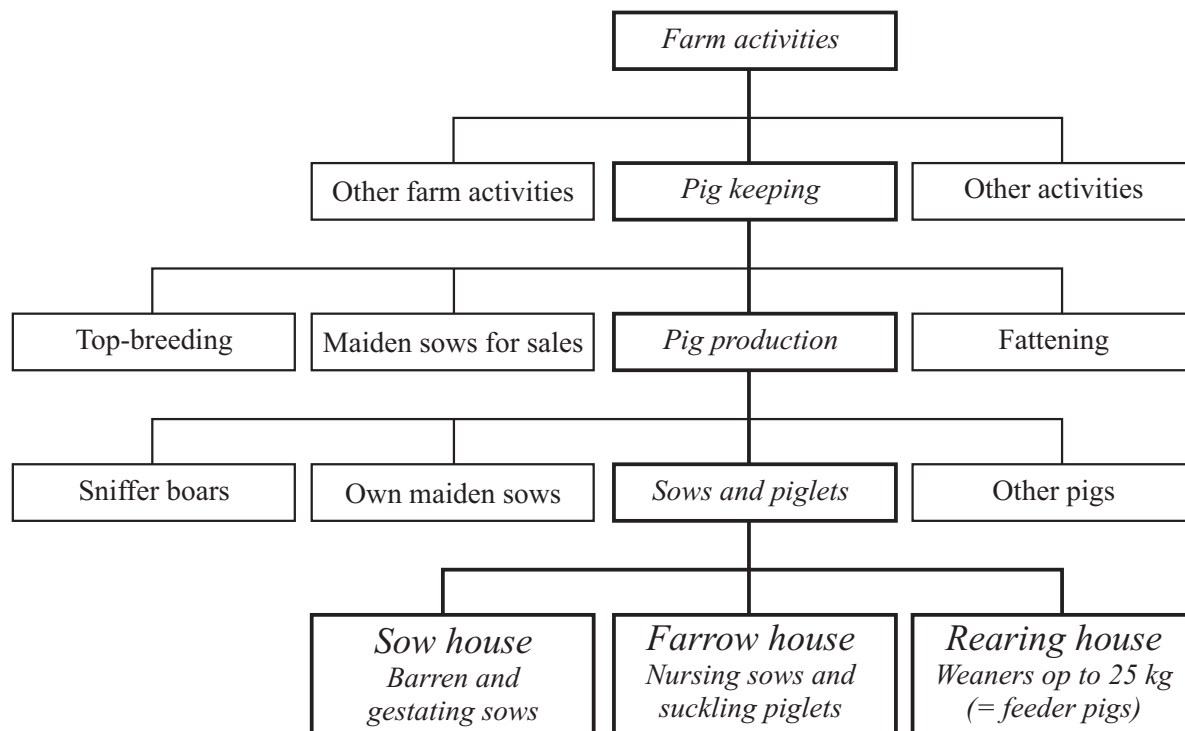 Farm activities
Other farm activities
Pig keeping
Other activities
Top-breeding
Maiden sows for sales
Pig production
Fattening
Sniffer boars
Own maiden sows
Sows and piglets
Other pigs
Sow house
Barren and
gestating sows
Farrow house
Nursing sows and
suckling piglets
Rearing house
Weaners op to 25 kg
(= feeder pigs)